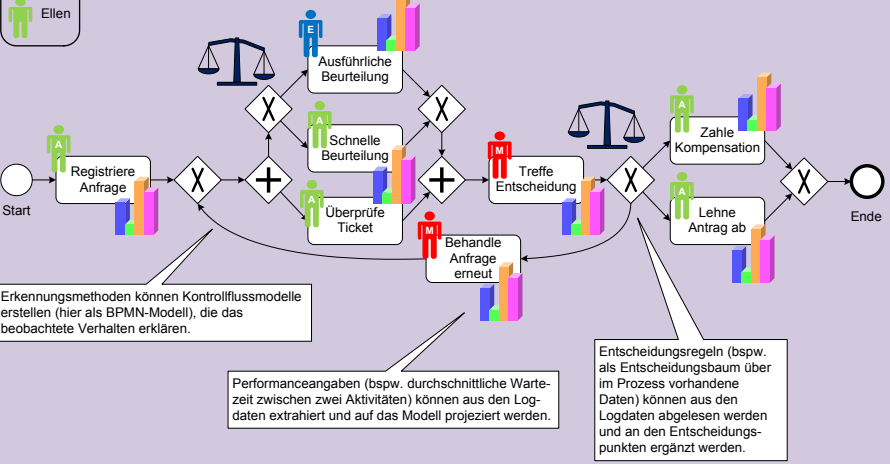 Ellen
E
Ausführliche
Beurteilung
A
Schnelle
Beurteilung
A
Registriere
Anfrage
Start
A
Überprüfe
Ticket
M
Treffe
Entscheidung
M
Behandle
Anfrage
erneut
A
Zahle
Kompensation
A
Lehne
Antrag ab
Ende
Erkennungsmethoden können Kontrollflussmodelle
erstellen (hier als BPMN-Modell), die das
beobachtete Verhalten erklären.
Performanceangaben (bspw. durchschnittliche Warte-
zeit zwischen zwei Aktivitäten) können aus den Log-
daten extrahiert und auf das Modell projeziert werden.
Entscheidungsregeln (bspw.
als Entscheidungsbaum über
im Prozess vorhandene
Daten) können aus den
Logdaten abgelesen werden
und an den Entscheidungs-
punkten ergänzt werden.